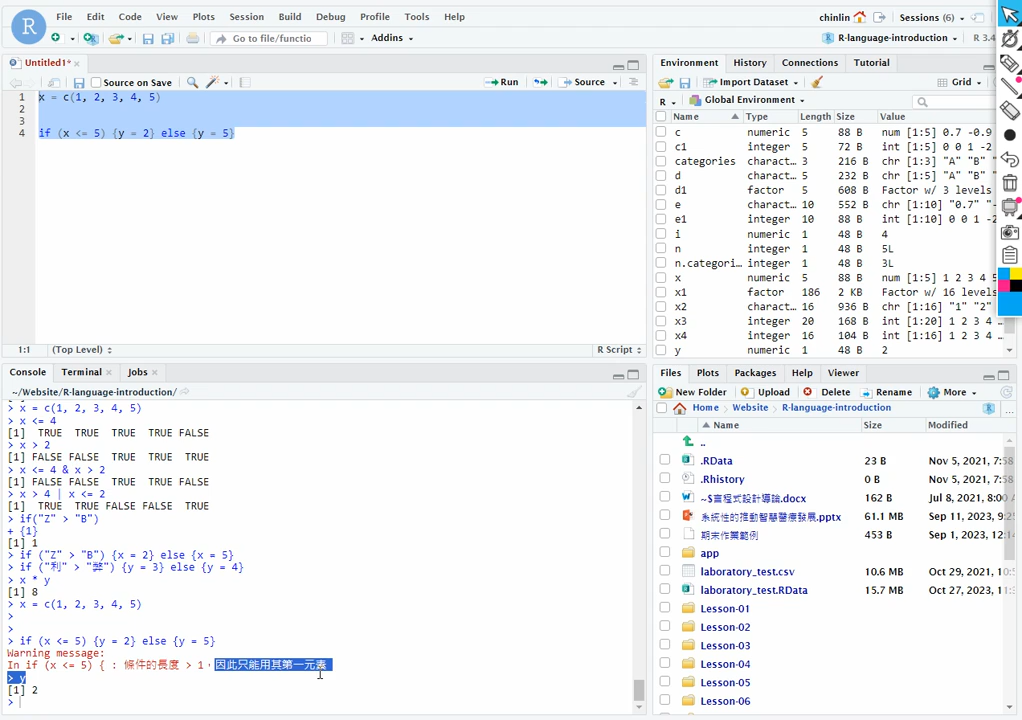 File Edit Code View Plots Session Build Debug Profile Tools Help
chinlin Sessions (6)
R
Go to file/functio Addins
R-language-introduction R 3.4
Untitled1*
Source on Save Run Source
1 x = c(1, 2, 3, 4, 5)
2
3
4 if (x <= 5) {y = 2} else {y = 5}
1:1 (Top Level) R Script
Environment History Connections Tutorial
Import Dataset Grid
R Global Environment
Name Type Length Size Value
c numeric 5 88 B num [1:5] 0.7 -0.9
c1 integer 5 72 B int [1:5] 0 0 1 -2
categories charact… 3 216 B chr [1:3] "A" "B" "
d charact… 5 232 B chr [1:5] "A" "B"
d1 factor 5 608 B Factor w/ 3 levels
e charact… 10 552 B chr [1:10] "0.7" "-
e1 integer 10 88 B int [1:10] 0 0 1 -2
i numeric 1 48 B 4
n integer 1 48 B 5L
n.categori… integer 1 48 B 3L
x numeric 5 88 B num [1:5] 1 2 3 4 5
x1 factor 186 2 KB Factor w/ 16 levels
x2 charact… 16 936 B chr [1:16] "1" "2"
x3 integer 20 168 B int [1:20] 1 2 3 4 …
x4 integer 16 104 B int [1:16] 1 2 3 4 …
y numeric 1 48 B 2
Console Terminal Jobs
~/Website/R-language-introduction/
> x = c(1, 2, 3, 4, 5)
> x <= 4
[1] TRUE TRUE TRUE TRUE FALSE
> x > 2
[1] FALSE FALSE TRUE TRUE TRUE
> x <= 4 & x > 2
[1] FALSE FALSE TRUE TRUE FALSE
> x > 4 | x <= 2
[1] TRUE TRUE FALSE FALSE TRUE
> if("Z" > "B")
+ {1}
[1] 1
> if ("Z" > "B") {x = 2} else {x = 5}
> if ("利" > "弊") {y = 3} else {y = 4}
> x * y
[1] 8
> x = c(1, 2, 3, 4, 5)
>
>
> if (x <= 5) {y = 2} else {y = 5}
Warning message:
In if (x <= 5) { : 條件的長度 > 1，因此只能用其第一元素
> y
[1] 2
>
Files Plots Packages Help Viewer
New Folder Upload Delete Rename More
Home Website R-language-introduction
Name Size Modified
..
.RData 23 B Nov 5, 2021, 7:58
.Rhistory 0 B Nov 5, 2021, 7:58
162 B Jul 8, 2021, 8:00
系統性的推動智慧醫療發展.pptx 61.1 MB Sep 11, 2023, 9:2
期末作業範例 453 B Sep 1, 2023, 12:1
app
laboratory_test.csv 10.6 MB Oct 29, 2021, 10:
laboratory_test.RData 15.7 MB Oct 27, 2023, 11:
Lesson-01
Lesson-02
Lesson-03
Lesson-04
Lesson-05
Lesson-06